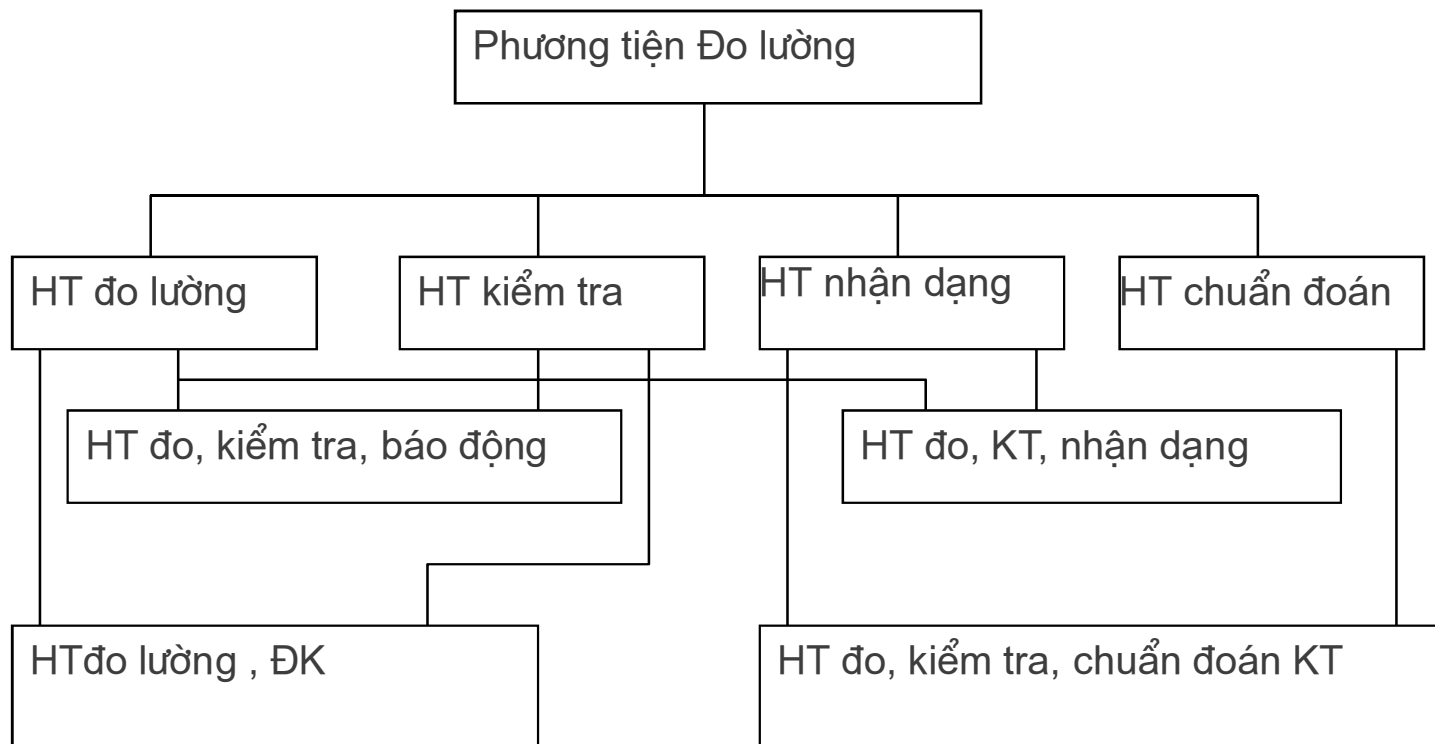 Phương tiện Đo lường
HT đo lường
HT kiểm tra
HT nhận dạng
HT chuẩn đoán
HT đo, kiểm tra, báo động
HT đo, KT, nhận dạng
HTđo lường , ĐK
HT đo, kiểm tra, chuẩn đoán KT